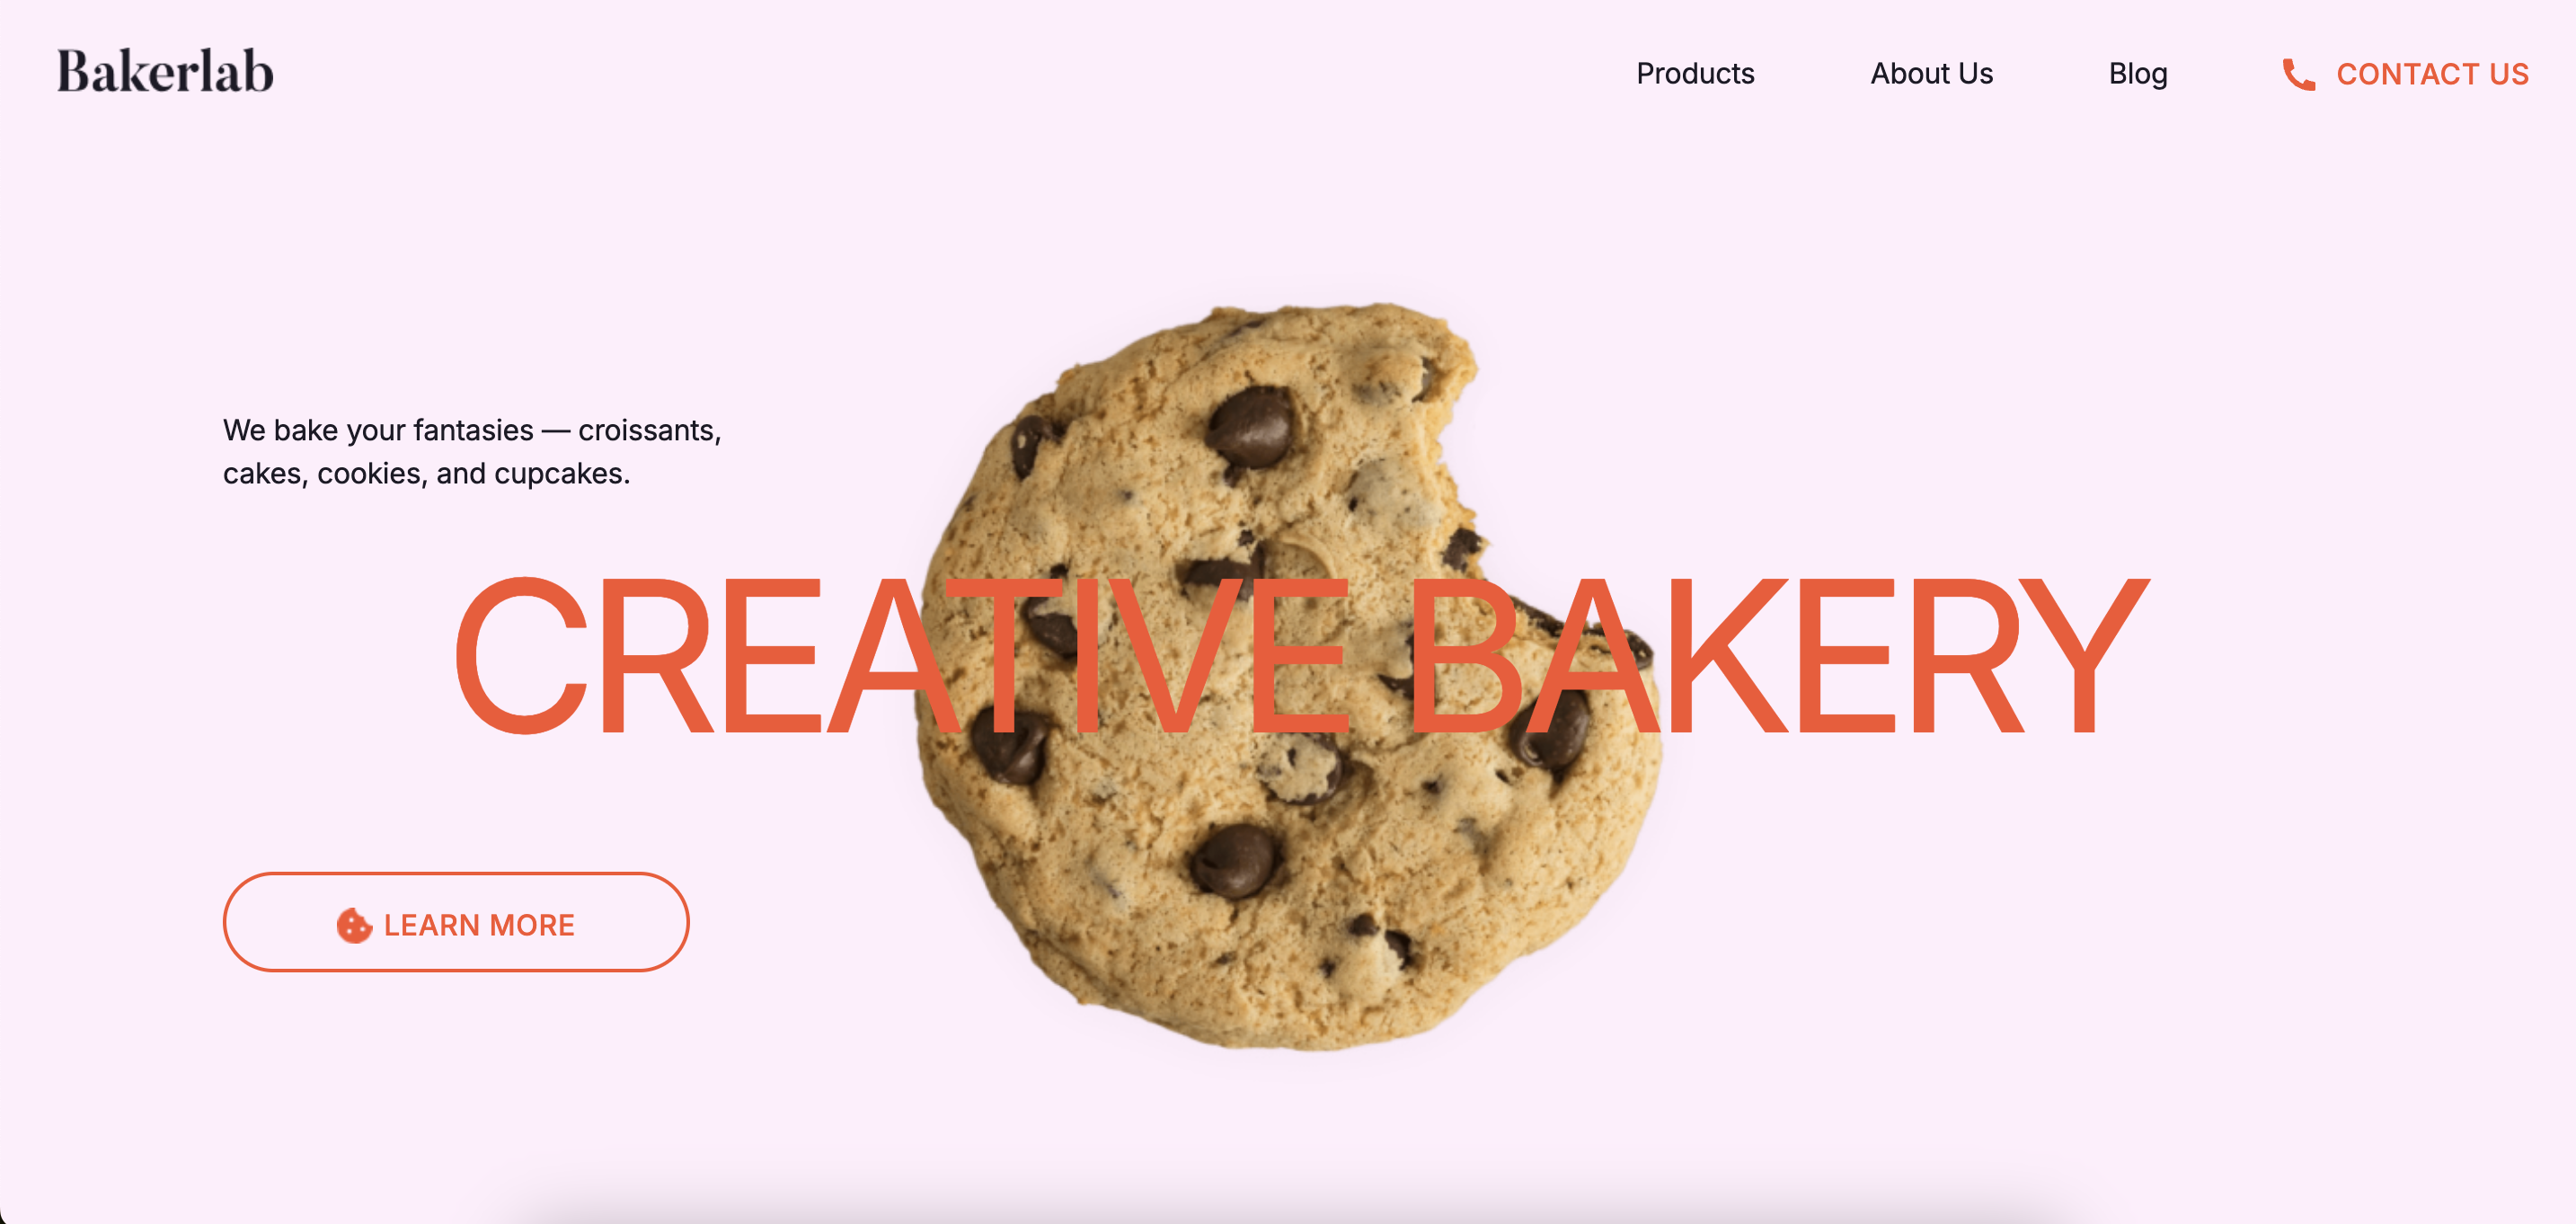 Bakerlab
Products
About Us
Blog
CONTACT US
We bake your fantasies — croissants,
cakes, cookies, and cupcakes.
CREATIVE BAKERY
LEARN MORE